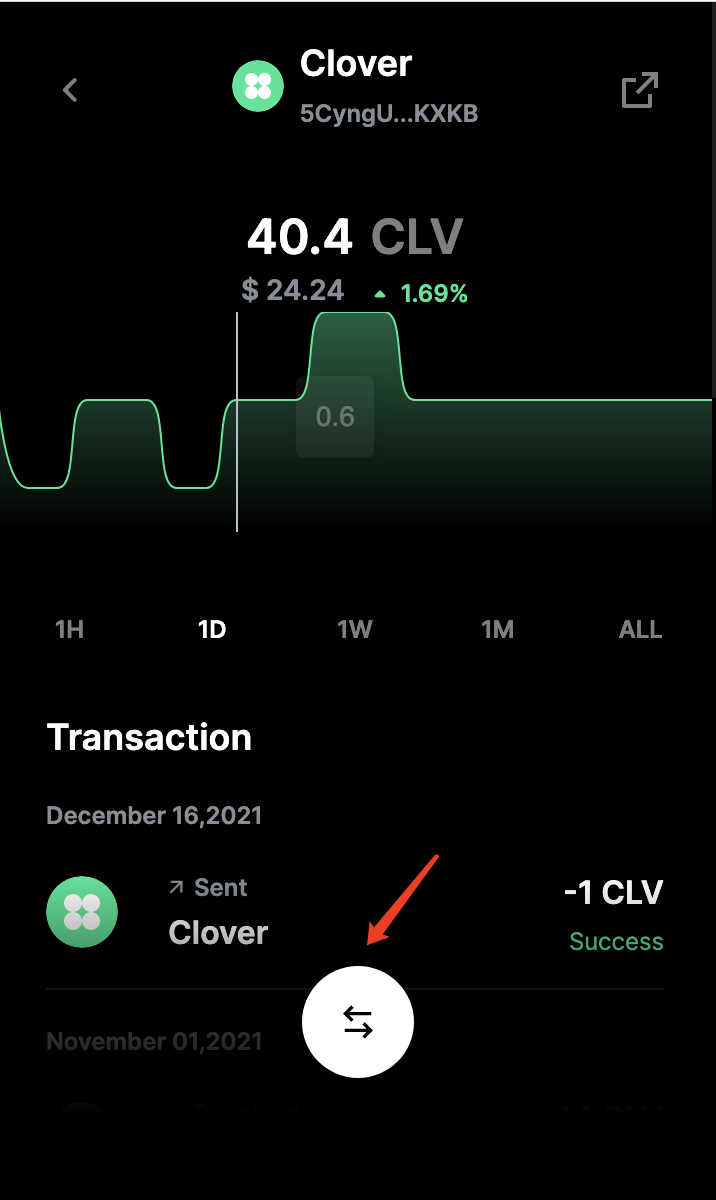 Clover
5CyngU...KXKB
40.4 CLV
$ 24.24 1.69%
0.6
1H 1D 1W 1M ALL
Transaction
December 16,2021
Sent
-1 CLV
Clover
Success
November 01,2021